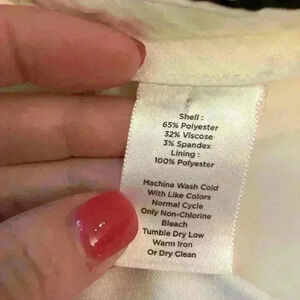 Shell :
65% Polyester
32% Viscose
3% Spandex
Lining :
100% Polyester
Machine Wash Cold
With Like Colors
Normal Cycle
Only Non-Chlorine
Bleach
Tumble Dry Low
Warm Iron
Or Dry Clean